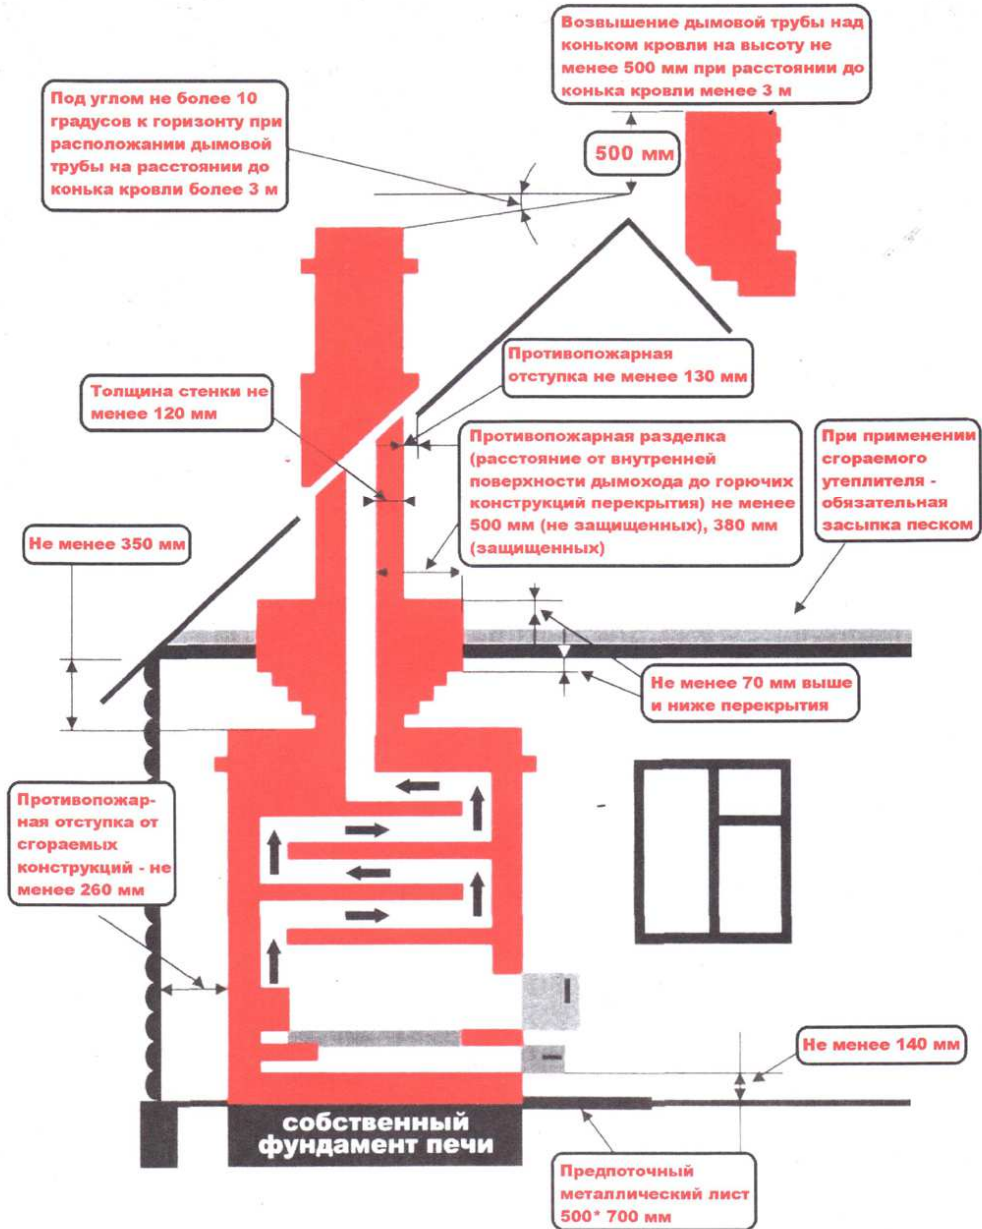 Возвышение дымовой трубы над
коньком кровли на высоту не
менее 500 мм при расстоянии до
конька кровли менее 3 м
Под углом не более 10
градусов к горизонту при
расположании дымовой
трубы на расстоянии до
конька кровли более 3 м
500 мм
Противопожарная
отступка не менее 130 мм
Толщина стенки не
менее 120 мм
Противопожарная разделка
(расстояние от внутренней
поверхности дымохода до горючих
конструкций перекрытия) не менее
500 мм (не защищенных), 380 мм
(защищенных)
При применении
сгораемого
утеплителя -
обязательная
засыпка песком
Не менее 350 мм
Не менее 70 мм выше
и ниже перекрытия
Противопожар-
ная отступка от
сгораемых
конструкций - не
менее 260 мм
Не менее 140 мм
собственный
фундамент печи
Предпоточный
металлический лист
500* 700 мм